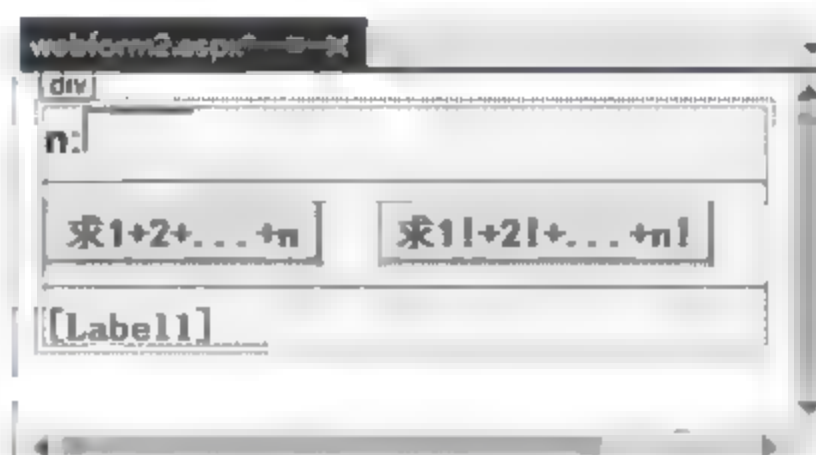 webform2.aspx*
div
n:
求1+2+...+n 求1!+2!+...+n!
[Label1]